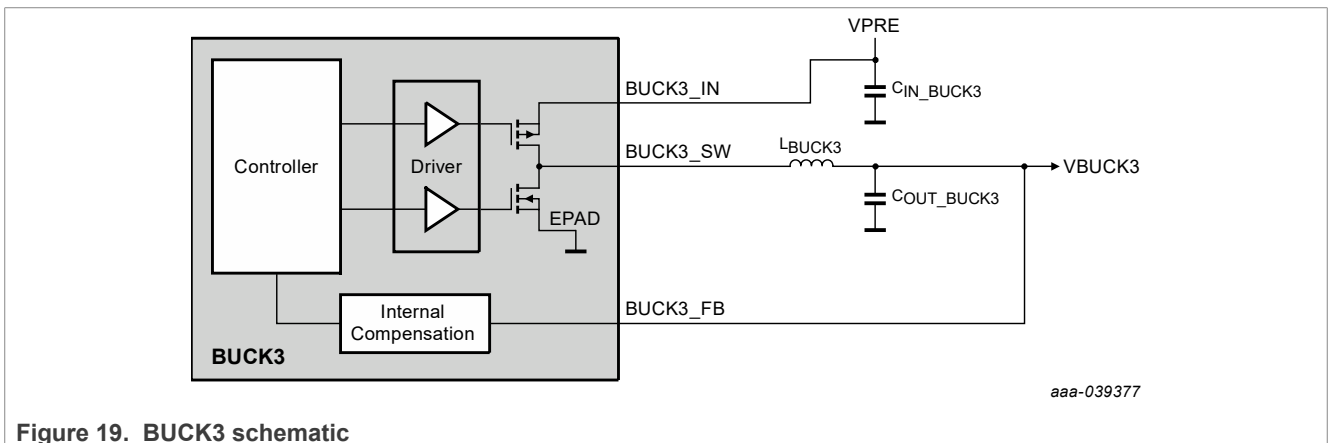 VPRE
BUCK3_IN
CIN_BUCK3
BUCK3_SW
LBUCK3
Controller
Driver
VBUCK3
COUT_BUCK3
EPAD
BUCK3_FB
Internal
Compensation
BUCK3
aaa-039377
Figure 19. BUCK3 schematic